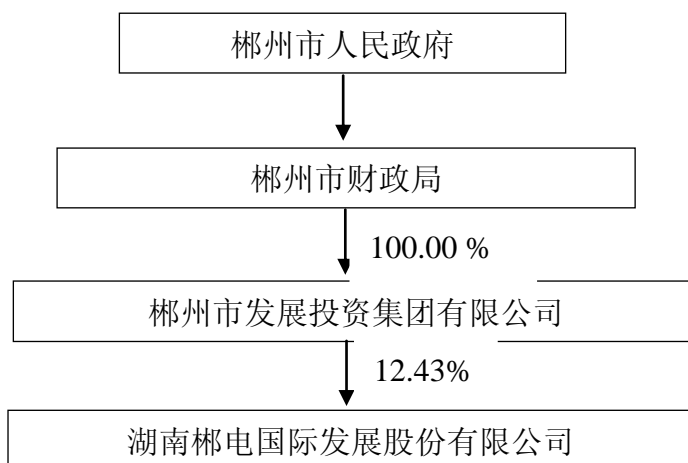 郴州市人民政府
郴州市财政局
100.00 %
郴州市发展投资集团有限公司
12.43%
湖南郴电国际发展股份有限公司